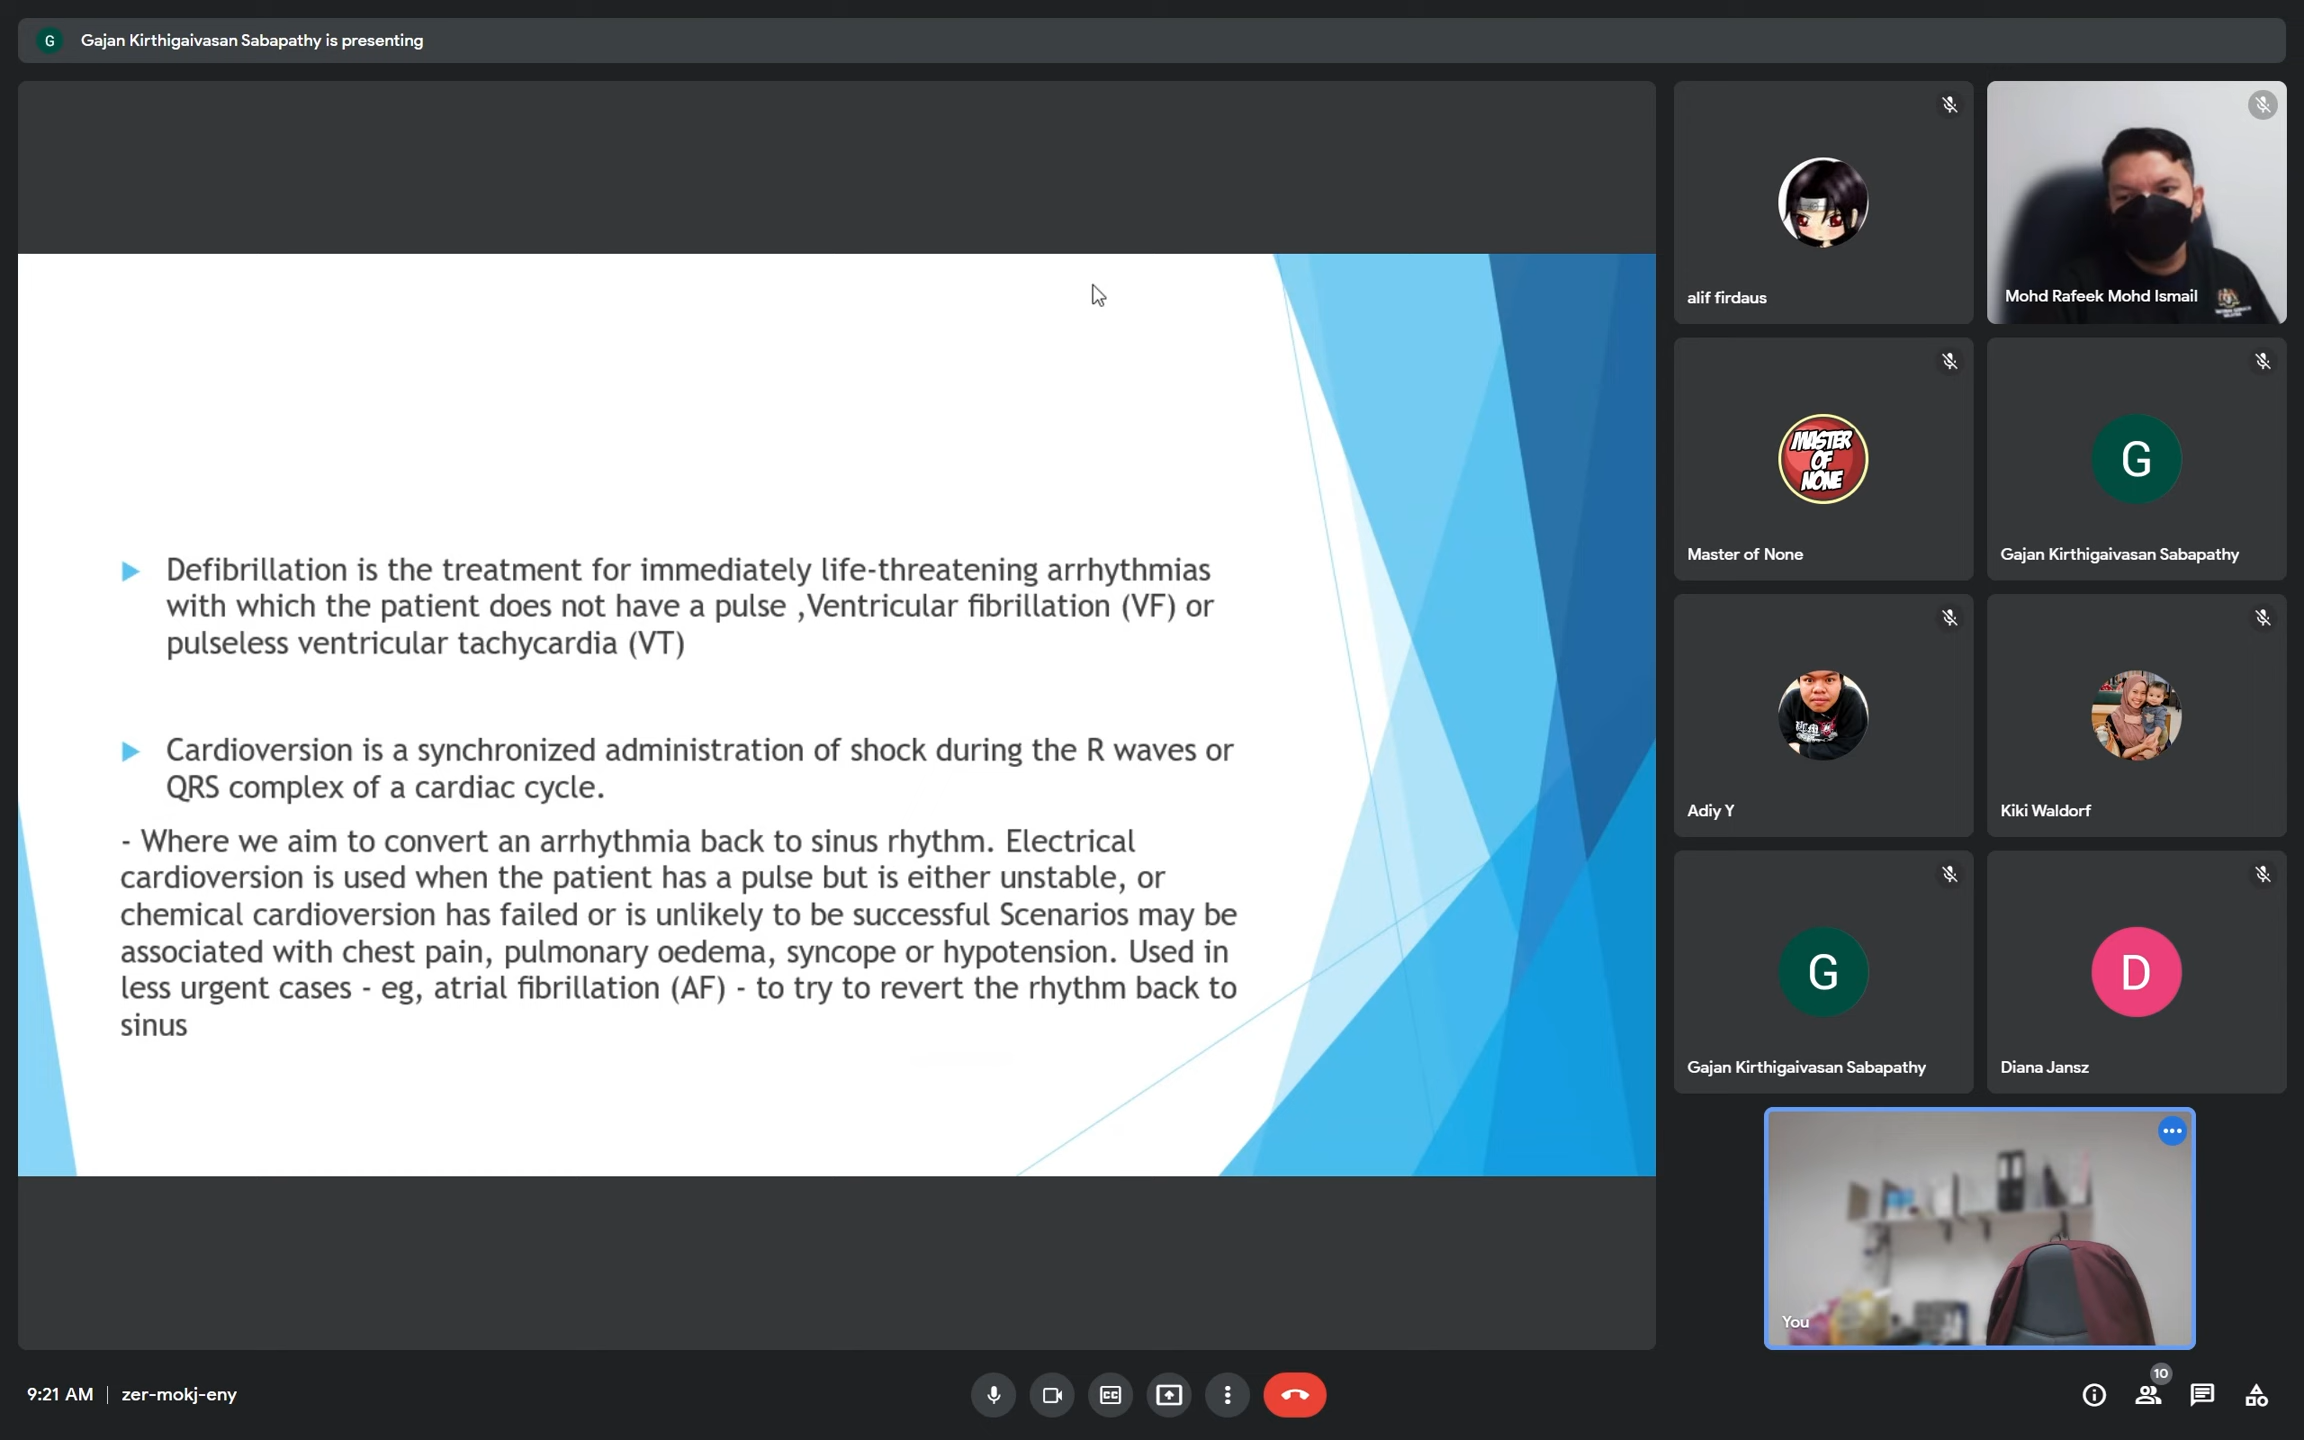 G Gajan Kirthigaivasan Sabapathy is presenting
Defibrillation is the treatment for immediately life-threatening arrhythmias
with which the patient does not have a pulse ,Ventricular fibrillation (VF) or
pulseless ventricular tachycardia (VT)
Cardioversion is a synchronized administration of shock during the R waves or
QRS complex of a cardiac cycle.
- Where we aim to convert an arrhythmia back to sinus rhythm. Electrical
cardioversion is used when the patient has a pulse but is either unstable, or
chemical cardioversion has failed or is unlikely to be successful Scenarios may be
associated with chest pain, pulmonary oedema, syncope or hypotension. Used in
less urgent cases - eg, atrial fibrillation (AF) - to try to revert the rhythm back to
sinus
alif firdaus
Mohd Rafeek Mohd Ismail
MASTER
OF
NONE
Master of None
G
Gajan Kirthigaivasan Sabapathy
Adiy Y
Kiki Waldorf
G
Gajan Kirthigaivasan Sabapathy
D
Diana Jansz
You
9:21 AM | zer-mokj-eny
CC
10